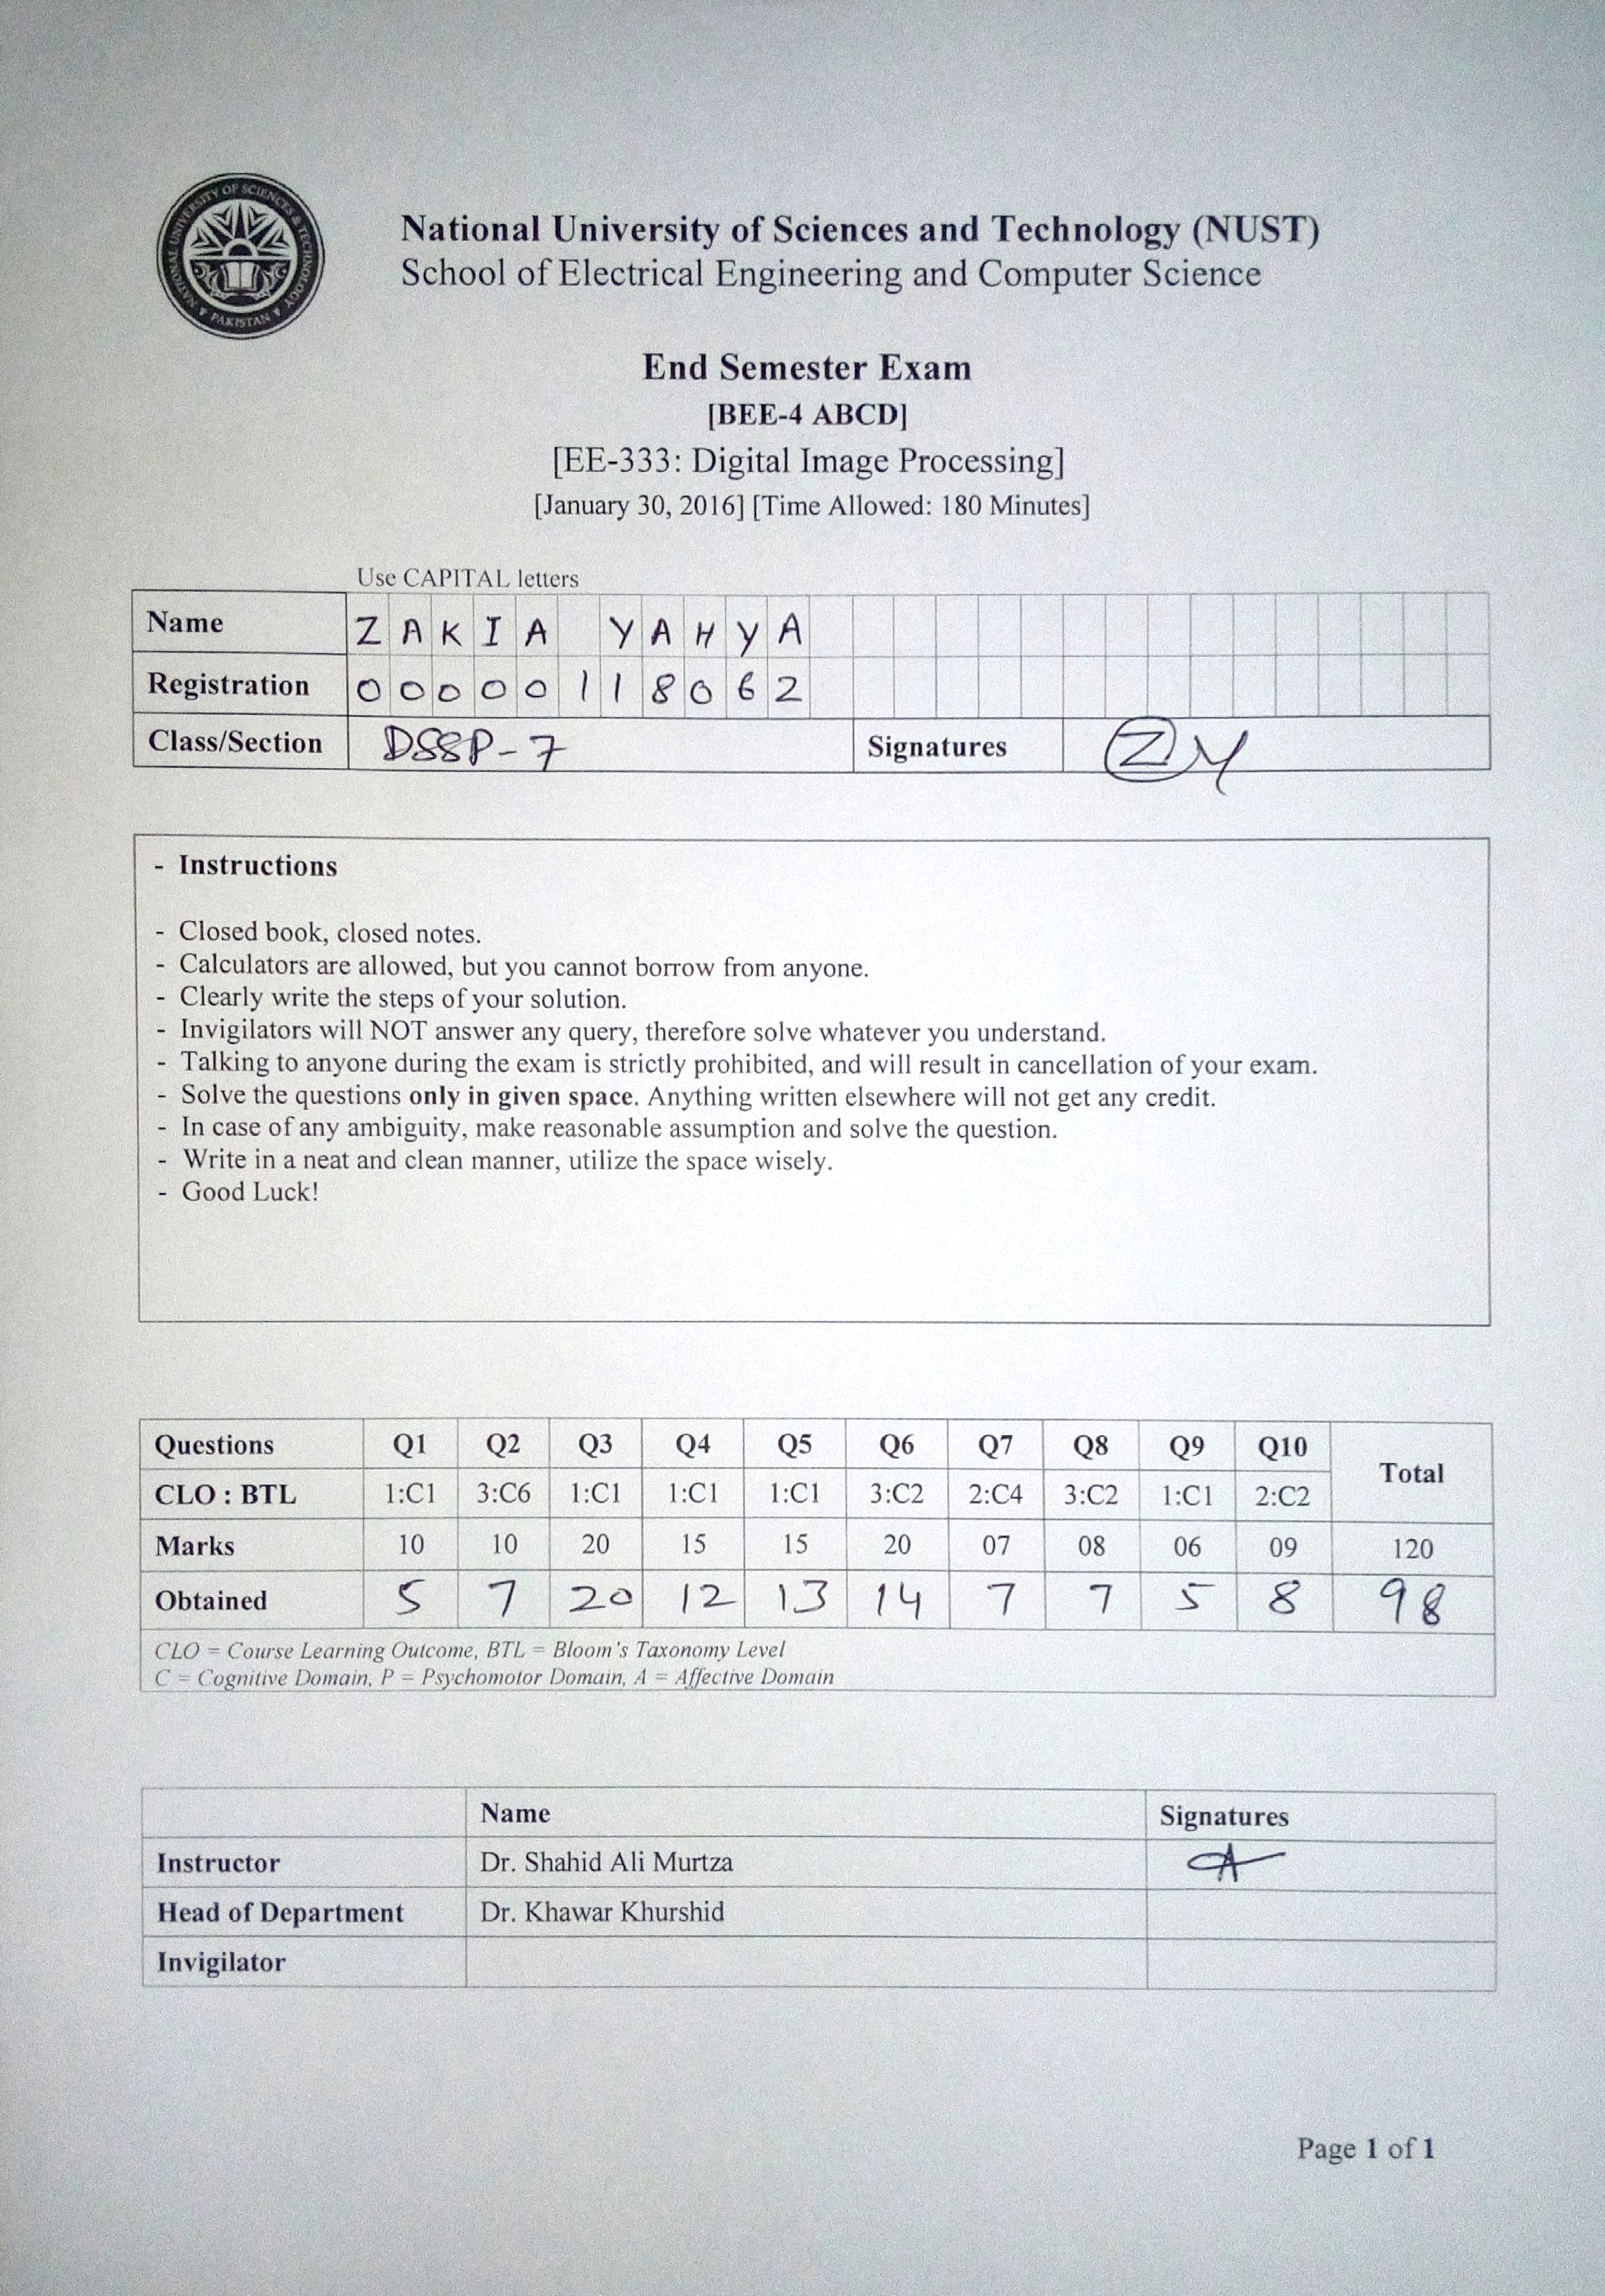 NATIONAL UNIVERSITY OF SCIENCES & TECHNOLOGY
PAKISTAN
National University of Sciences and Technology (NUST)
School of Electrical Engineering and Computer Science
End Semester Exam
[BEE-4 ABCD]
[EE-333: Digital Image Processing]
[January 30, 2016] [Time Allowed: 180 Minutes]
Use CAPITAL letters
Name ZAKIA YAHYA
Registration 00000118062
Class/Section DSSP-7 Signatures ZY
- Instructions
- Closed book, closed notes.
- Calculators are allowed, but you cannot borrow from anyone.
- Clearly write the steps of your solution.
- Invigilators will NOT answer any query, therefore solve whatever you understand.
- Talking to anyone during the exam is strictly prohibited, and will result in cancellation of your exam.
- Solve the questions only in given space. Anything written elsewhere will not get any credit.
- In case of any ambiguity, make reasonable assumption and solve the question.
- Write in a neat and clean manner, utilize the space wisely.
- Good Luck!
Questions Q1 Q2 Q3 Q4 Q5 Q6 Q7 Q8 Q9 Q10 Total
CLO : BTL 1:C1 3:C6 1:C1 1:C1 1:C1 3:C2 2:C4 3:C2 1:C1 2:C2
Marks 10 10 20 15 15 20 07 08 06 09 120
Obtained 5 7 20 12 13 14 7 7 5 8 98
CLO = Course Learning Outcome, BTL = Bloom's Taxonomy Level
C = Cognitive Domain, P = Psychomotor Domain, A = Affective Domain
Name Signatures
Instructor Dr. Shahid Ali Murtza
Head of Department Dr. Khawar Khurshid
Invigilator
Page 1 of 1